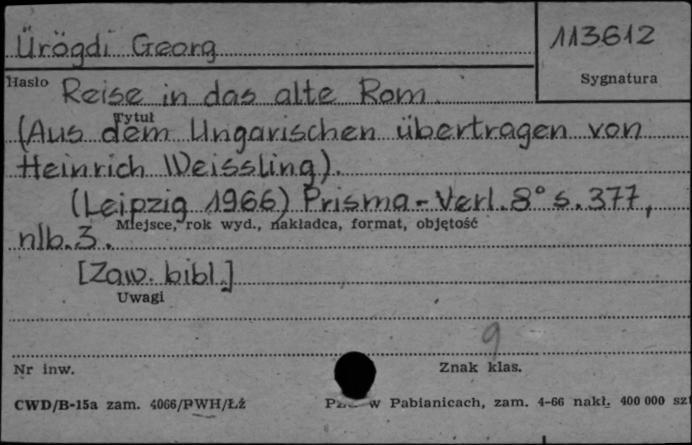 Ürögdi Georg
113612
Hasło
Sygnatura
Reise in das alte Rom.
Tytuł
(Aus dem Ungarischen übertragen von
Heinrich Weissling).
(Leipzig 1966) Prisma-Verl. 8° s. 377,
Miejsce, rok wyd., nakładca, format, objętość
nlb. 3.
[Zaw. bibl.]
Uwagi
9
Nr inw.
Znak klas.
CWD/B-15a zam. 4066/PWH/Łż
w Pabianicach, zam. 4-66 nakł. 400 000